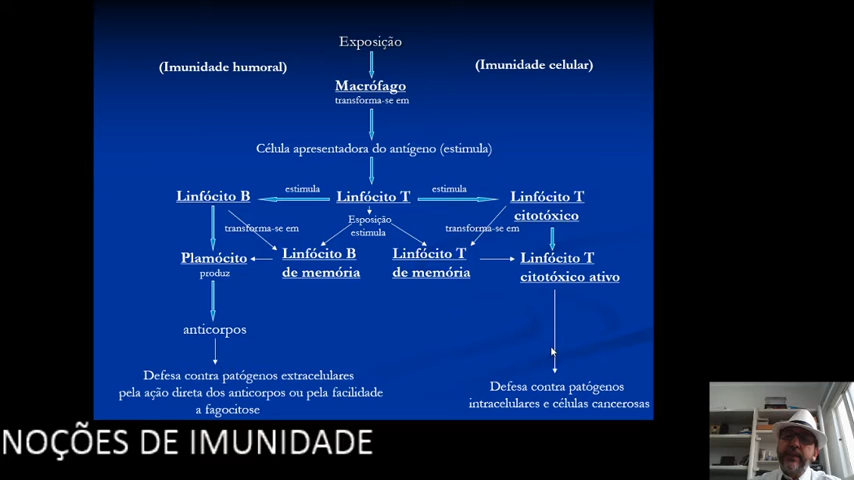 Exposição
(Imunidade humoral)
(Imunidade celular)
Macrófago
transforma-se em
Célula apresentadora do antígeno (estimula)
Linfócito B
estimula
Linfócito T
estimula
Linfócito T
citotóxico
Esposição
estimula
transforma-se em
transforma-se em
Plamócito
produz
Linfócito B
de memória
Linfócito T
de memória
Linfócito T
citotóxico ativo
anticorpos
Defesa contra patógenos extracelulares
pela ação direta dos anticorpos ou pela facilidade
a fagocitose
Defesa contra patógenos
intracelulares e células cancerosas
NOÇÕES DE IMUNIDADE